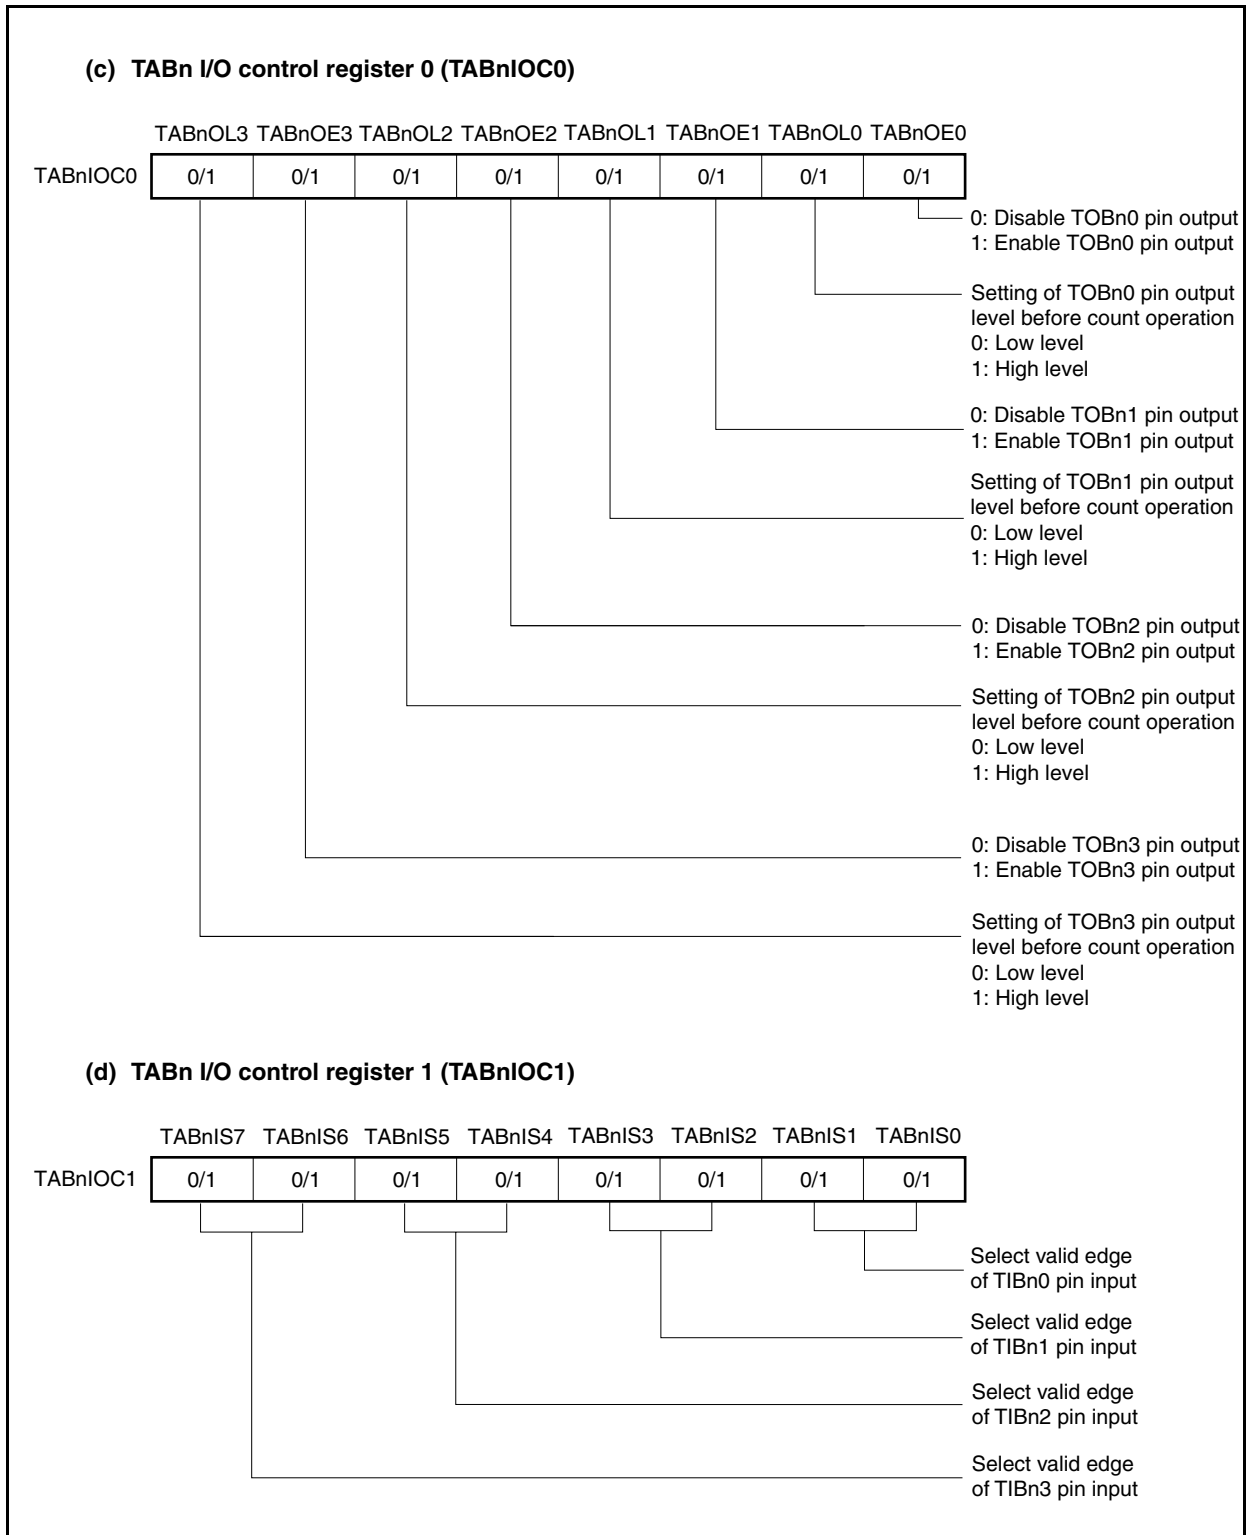 (c) TABn I/O control register 0 (TABnIOC0)
TABnOL3 TABnOE3 TABnOL2 TABnOE2 TABnOL1 TABnOE1 TABnOL0 TABnOE0
TABnIOC0 0/1 0/1 0/1 0/1 0/1 0/1 0/1 0/1
0: Disable TOBn0 pin output
1: Enable TOBn0 pin output
Setting of TOBn0 pin output
level before count operation
0: Low level
1: High level
0: Disable TOBn1 pin output
1: Enable TOBn1 pin output
Setting of TOBn1 pin output
level before count operation
0: Low level
1: High level
0: Disable TOBn2 pin output
1: Enable TOBn2 pin output
Setting of TOBn2 pin output
level before count operation
0: Low level
1: High level
0: Disable TOBn3 pin output
1: Enable TOBn3 pin output
Setting of TOBn3 pin output
level before count operation
0: Low level
1: High level
(d) TABn I/O control register 1 (TABnIOC1)
TABnIS7 TABnIS6 TABnIS5 TABnIS4 TABnIS3 TABnIS2 TABnIS1 TABnIS0
TABnIOC1 0/1 0/1 0/1 0/1 0/1 0/1 0/1 0/1
Select valid edge
of TIBn0 pin input
Select valid edge
of TIBn1 pin input
Select valid edge
of TIBn2 pin input
Select valid edge
of TIBn3 pin input